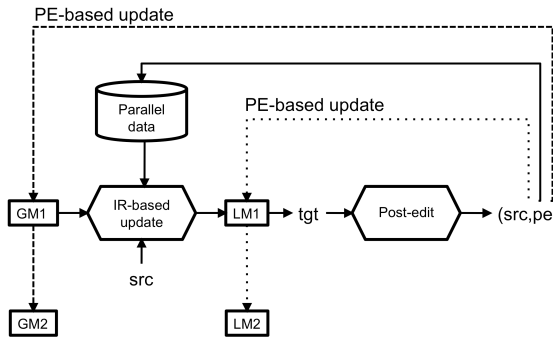 PE-based update
Parallel
data
PE-based update
GM1
IR-based
update
LM1
tgt
Post-edit
(src,pe
src
GM2
LM2